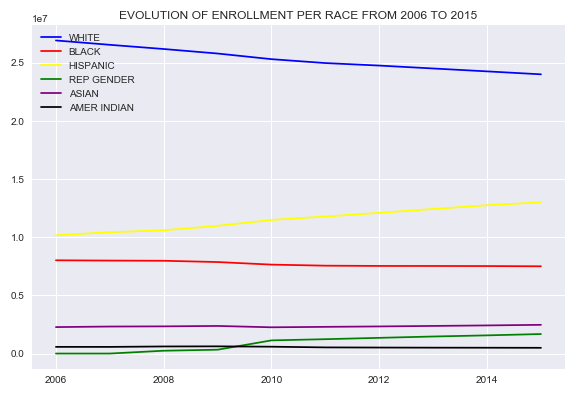 EVOLUTION OF ENROLLMENT PER RACE FROM 2006 TO 2015
1e7
WHITE
BLACK
HISPANIC
REP GENDER
ASIAN
AMER INDIAN
2.5
2.0
1.5
1.0
0.5
0.0
2006 2008 2010 2012 2014